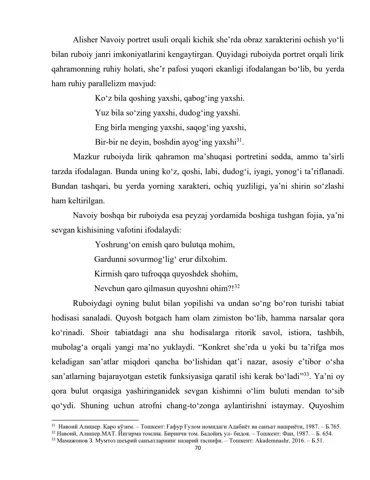 Alisher Navoiy portret usuli orqali kichik she’rda obraz xarakterini ochish yo‘li
bilan ruboiy janri imkoniyatlarini kengaytirgan. Quyidagi ruboiyda portret orqali lirik
qahramonning ruhiy holati, she’r pafosi yuqori ekanligi ifodalangan bo‘lib, bu yerda
ham ruhiy parallelizm mavjud:
Ko‘z bila qoshing yaxshi, qabog‘ing yaxshi.
Yuz bila so‘zing yaxshi, dudog‘ing yaxshi.
Eng birla menging yaxshi, saqog‘ing yaxshi,
Bir-bir ne deyin, boshdin ayog‘ing yaxshi³¹.
Mazkur ruboiyda lirik qahramon ma’shuqasi portretini sodda, ammo ta’sirli
tarzda ifodalagan. Bunda uning ko‘z, qoshi, labi, dudog‘i, iyagi, yonog‘i ta’riflanadi.
Bundan tashqari, bu yerda yorning xarakteri, ochiq yuzliligi, ya’ni shirin so‘zlashi
ham keltirilgan.
Navoiy boshqa bir ruboiyda esa peyzaj yordamida boshiga tushgan fojia, ya’ni
sevgan kishisining vafotini ifodalaydi:
Yoshrung‘on emish qaro bulutqa mohim,
Gardunni sovurmog‘lig‘ erur dilxohim.
Kirmish qaro tufroqqa quyoshdek shohim,
Nevchun qaro qilmasun quyoshni ohim?!³²
Ruboiydagi oyning bulut bilan yopilishi va undan so‘ng bo‘ron turishi tabiat
hodisasi sanaladi. Quyosh botgach ham olam zimiston bo‘lib, hamma narsalar qora
ko‘rinadi. Shoir tabiatdagi ana shu hodisalarga ritorik savol, istiora, tashbih,
mubolag‘a orqali yangi ma’no yuklaydi. “Konkret she’rda u yoki bu ta’rifga mos
keladigan san’atlar miqdori qancha bo‘lishidan qat’i nazar, asosiy e’tibor o‘sha
san’atlarning bajarayotgan estetik funksiyasiga qaratil ishi kerak bo‘ladi”³³. Ya’ni oy
qora bulut orqasiga yashiringanidek sevgan kishimni o‘lim buluti mendan to‘sib
qo‘ydi. Shuning uchun atrofni chang-to‘zonga aylantirishni istaymay. Quyoshim
³¹ Навоий Алишер. Қаро кўзим. – Тошкент: Ғафур Ғулом номидаги Адабиёт ва санъат нашриёти, 1987. – Б.765.
³² Навоий, Алишер.МАТ. Йигирма томлик. Биринчи том. Бадойиъ ул- бидоя. – Тошкент: Фан, 1987. – Б. 654.
³³ Мамажонов З. Мумтоз шеърий санъатларнинг назарий таснифи. – Тошкент: Akademnashr, 2016. – Б.51.
70